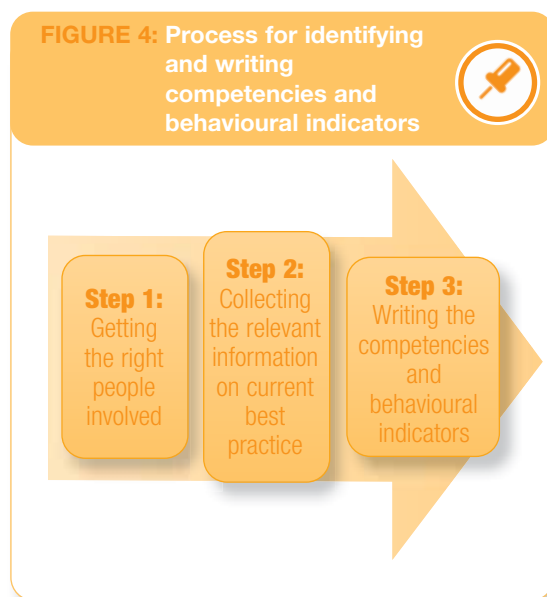 FIGURE 4: Process for identifying
and writing
competencies and
behavioural indicators
Step 1:
Getting
the right
people
involved
Step 2:
Collecting
the relevant
information
on current
best
practice
Step 3:
Writing the
competencies
and
behavioural
indicators